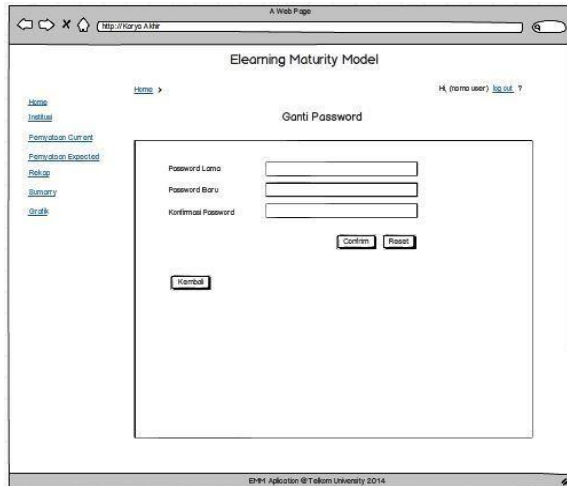 A Web Page
http://Karya Akhir
Elearning Maturity Model
Home > Hi, (nama user) log out ?
Ganti Password
Home
Institusi
Pernyataan Current
Pernyataan Expected
Rekap
Sumarry
Grafik
Password Lama
Password Baru
Konfirmasi Password
Confrim Reset
Kembali
EMM Aplication @Telkom University 2014